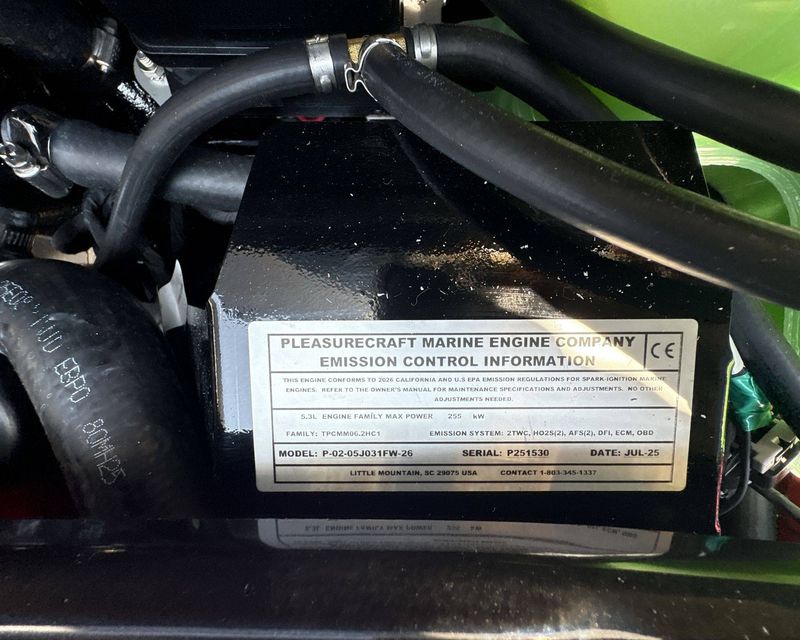 PLEASURECRAFT MARINE ENGINE COMPANY
EMISSION CONTROL INFORMATION
CE
THIS ENGINE CONFORMS TO 2026 CALIFORNIA AND U.S EPA EMISSION REGULATIONS FOR SPARK-IGNITION MARINE
ENGINES. REFER TO THE OWNER'S MANUAL FOR MAINTENANCE SPECIFICATIONS AND ADJUSTMENTS. NO OTHER
ADJUSTMENTS NEEDED.
5.3L ENGINE FAMILY MAX POWER 255 kW
FAMILY: TPCMM06.2HC1 EMISSION SYSTEM: 2TWC, HO2S(2), AFS(2), DFI, ECM, OBD
MODEL: P-02-05J031FW-26 SERIAL: P251530 DATE: JUL-25
LITTLE MOUNTAIN, SC 29075 USA CONTACT 1-803-345-1337